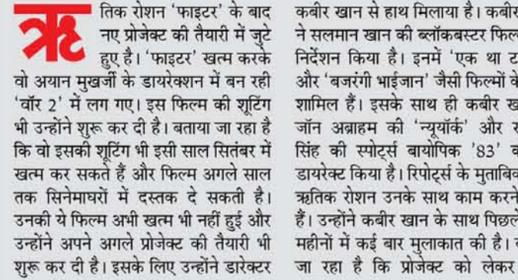 ऋतिक रोशन 'फाइटर' के बाद
नए प्रोजेक्ट की तैयारी में जुटे
हुए है। 'फाइटर' खत्म करके
वो अयान मुखर्जी के डायरेक्शन में बन रही
'वॉर 2' में लग गए। इस फिल्म की शूटिंग
भी उन्होंने शुरू कर दी है। बताया जा रहा है
कि वो इसकी शूटिंग भी इसी साल सितंबर में
खत्म कर सकते हैं और फिल्म अगले साल
तक सिनेमाघरों में दस्तक दे सकती है।
उनकी ये फिल्म अभी खत्म भी नहीं हुई और
उन्होंने अपने अगले प्रोजेक्ट की तैयारी भी
शुरू कर दी है। इसके लिए उन्होंने डारेक्टर
कबीर खान से हाथ मिलाया है। कबीर
ने सलमान खान की ब्लॉकबस्टर
निर्देशन किया है। इनमें 'एक था
और 'बजरंगी भाईजान' जैसी फिल्मों
शामिल हैं। इसके साथ ही कबीर
जॉन अब्राहम की 'न्यूयॉर्क' और
सिंह की स्पोर्ट्स बायोपिक '83'
डायरेक्ट किया है। रिपोर्ट्स के
ऋतिक रोशन उनके साथ काम करने
हैं। उन्होंने कबीर खान के साथ
महीनों में कई बार मुलाकात की है।
जा रहा है कि प्रोजेक्ट को लेकर